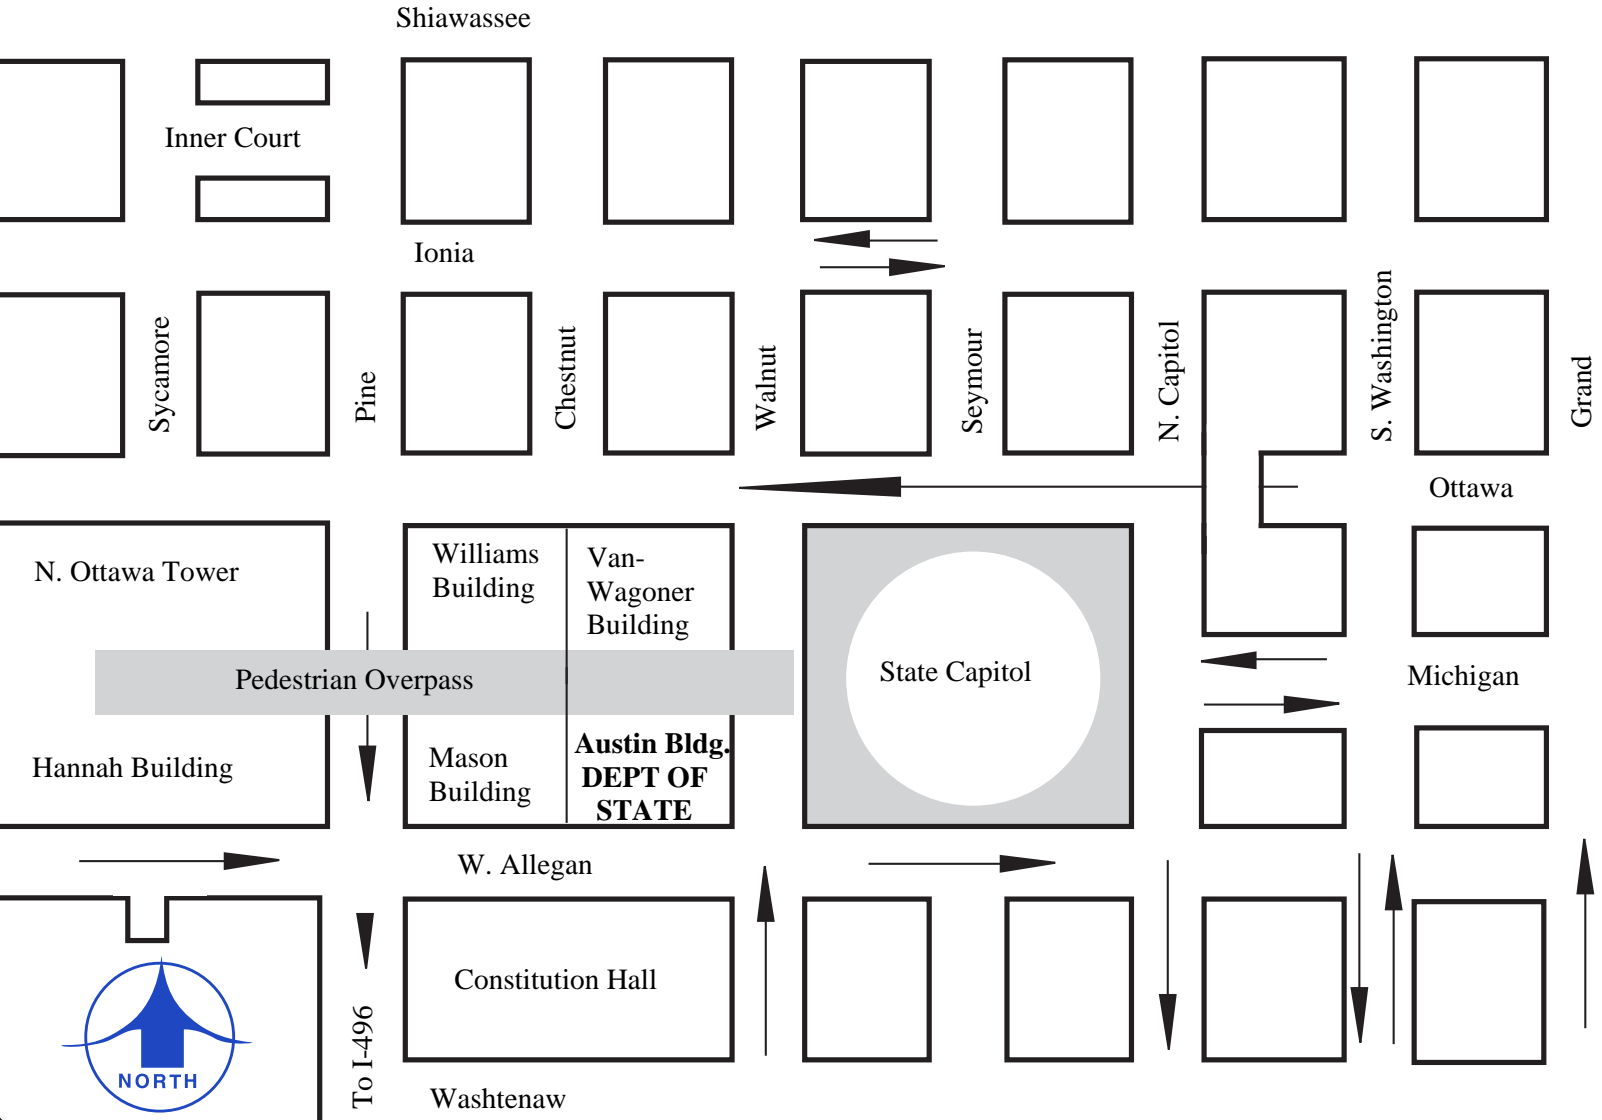 Shiawassee
Inner Court
Ionia
Sycamore
Pine
Chestnut
Walnut
Seymour
N. Capitol
S. Washington
Grand
Ottawa
N. Ottawa Tower
Williams
Building
Van-
Wagoner
Building
Pedestrian Overpass
State Capitol
Michigan
Hannah Building
Mason
Building
Austin Bldg.
DEPT OF
STATE
W. Allegan
Constitution Hall
To I-496
NORTH
Washtenaw